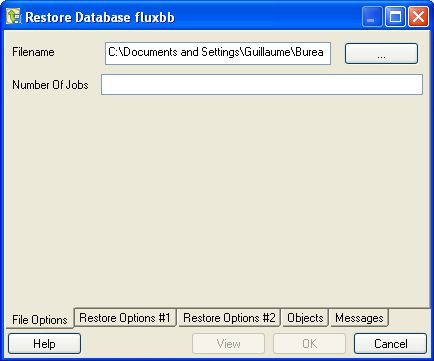 Restore Database fluxbb
Filename C:\Documents and Settings\Guillaume\Burea ...
Number Of Jobs
File Options Restore Options #1 Restore Options #2 Objects Messages
Help View OK Cancel